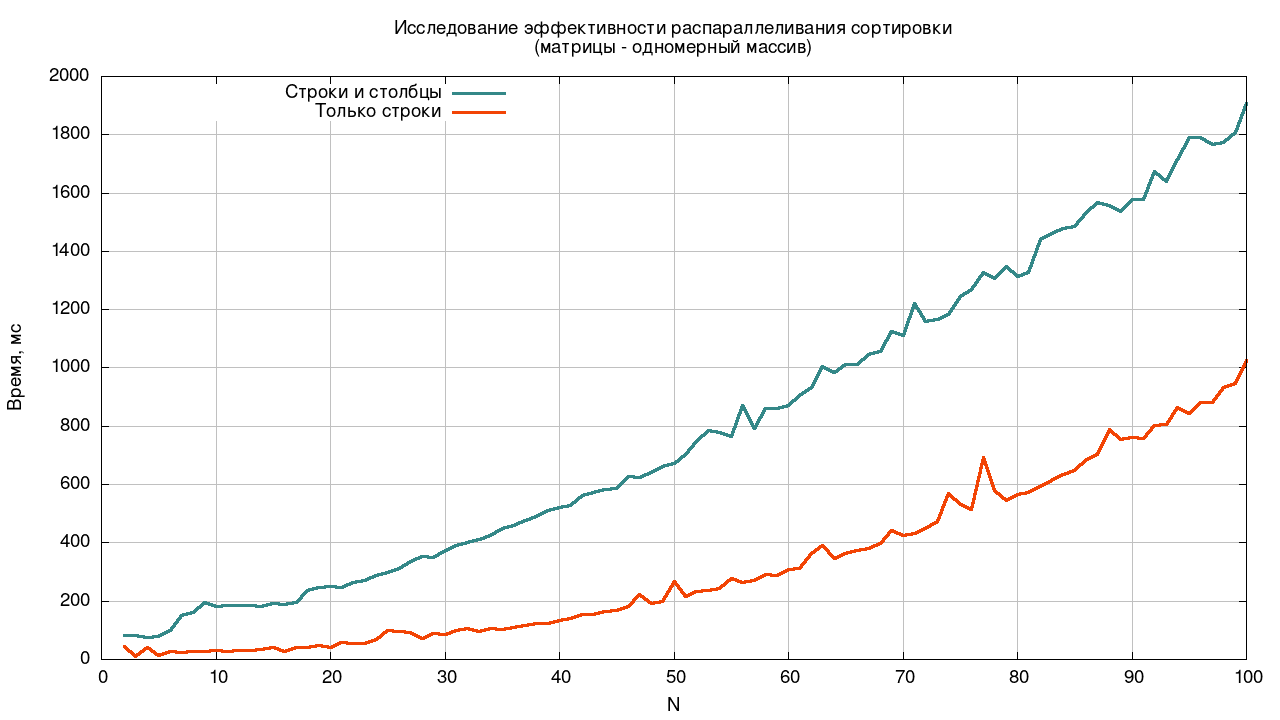 Исследование эффективности распараллеливания сортировки
(матрицы - одномерный массив)
Строки и столбцы
Только строки
2000
1800
1600
1400
1200
1000
800
600
400
200
0
Время, мс
0 10 20 30 40 50 60 70 80 90 100
N